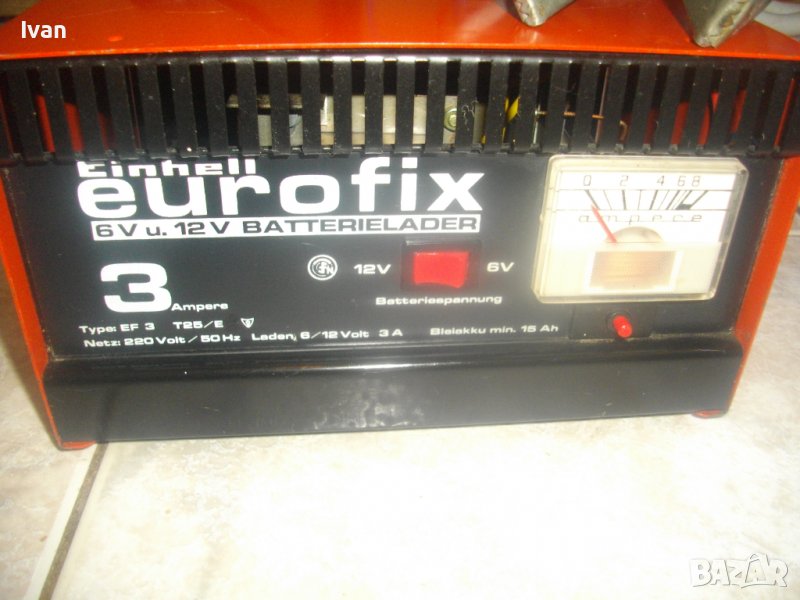 Ivan
Einhell
eurofix
6V u. 12V BATTERIELADER
0 2 4 6 8
ampere
12V 6V
3 Ampere
Batteriespannung
Type: EF 3 T25/E
Netz: 220 Volt / 50 Hz Laden, 6/12 Volt 3 A Bleiakku min. 15 Ah
BAZAR